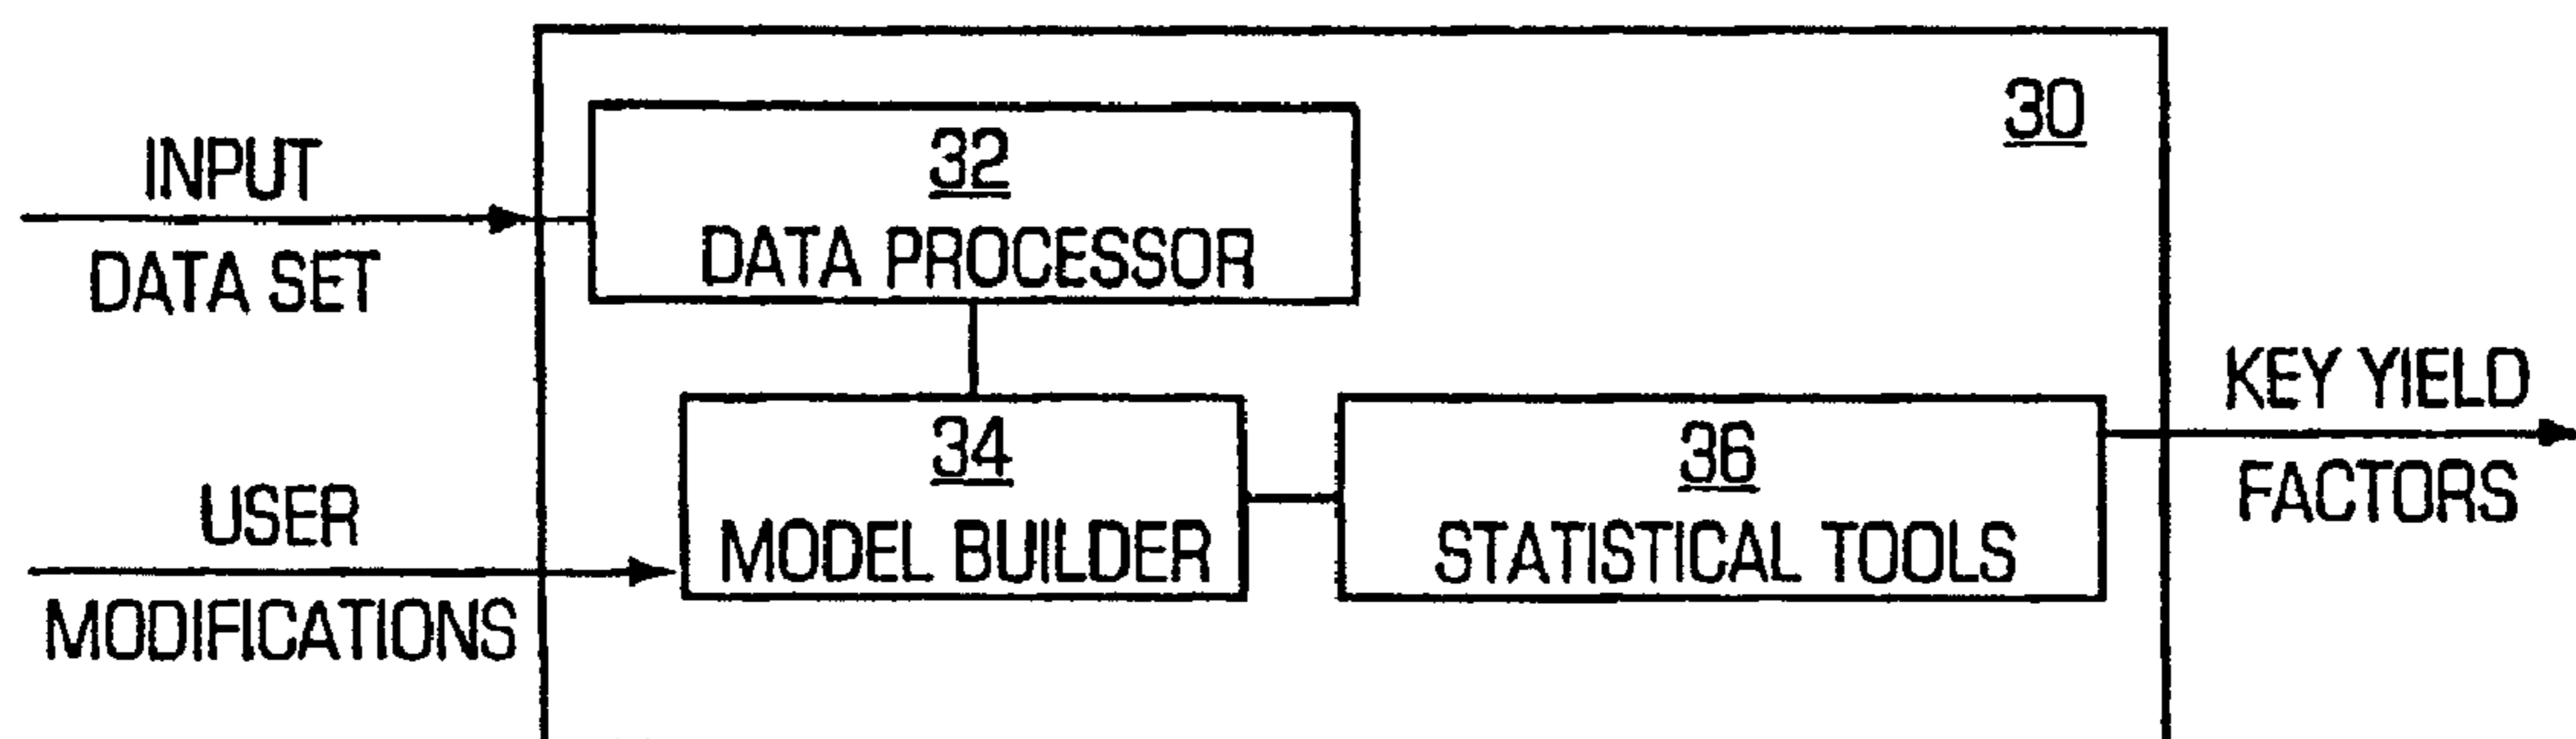 30
INPUT
DATA SET
32
DATA PROCESSOR
USER
MODIFICATIONS
34
MODEL BUILDER
36
STATISTICAL TOOLS
KEY YIELD
FACTORS